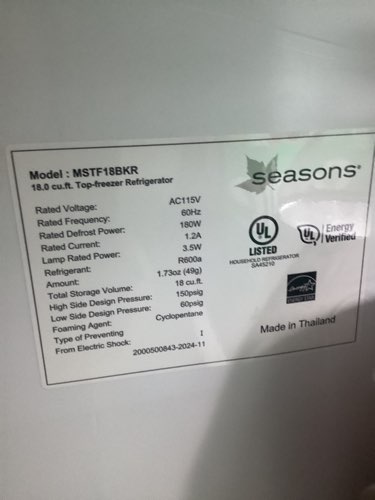 Model : MSTF18BKR
18.0 cu.ft. Top-freezer Refrigerator
seasons®
Rated Voltage: AC115V
Rated Frequency: 60Hz
Rated Defrost Power: 180W
Rated Current: 1.2A
Lamp Rated Power: 3.5W
Refrigerant: R600a
Amount: 1.73oz (49g)
Total Storage Volume: 18 cu.ft.
High Side Design Pressure: 150psig
Low Side Design Pressure: 60psig
Foaming Agent: Cyclopentane
Type of Preventing
From Electric Shock: I
2000500843-2024-11
UL
LISTED
HOUSEHOLD REFRIGERATOR
SA45210
UL
Energy
Verified
ENERGY STAR
Made in Thailand